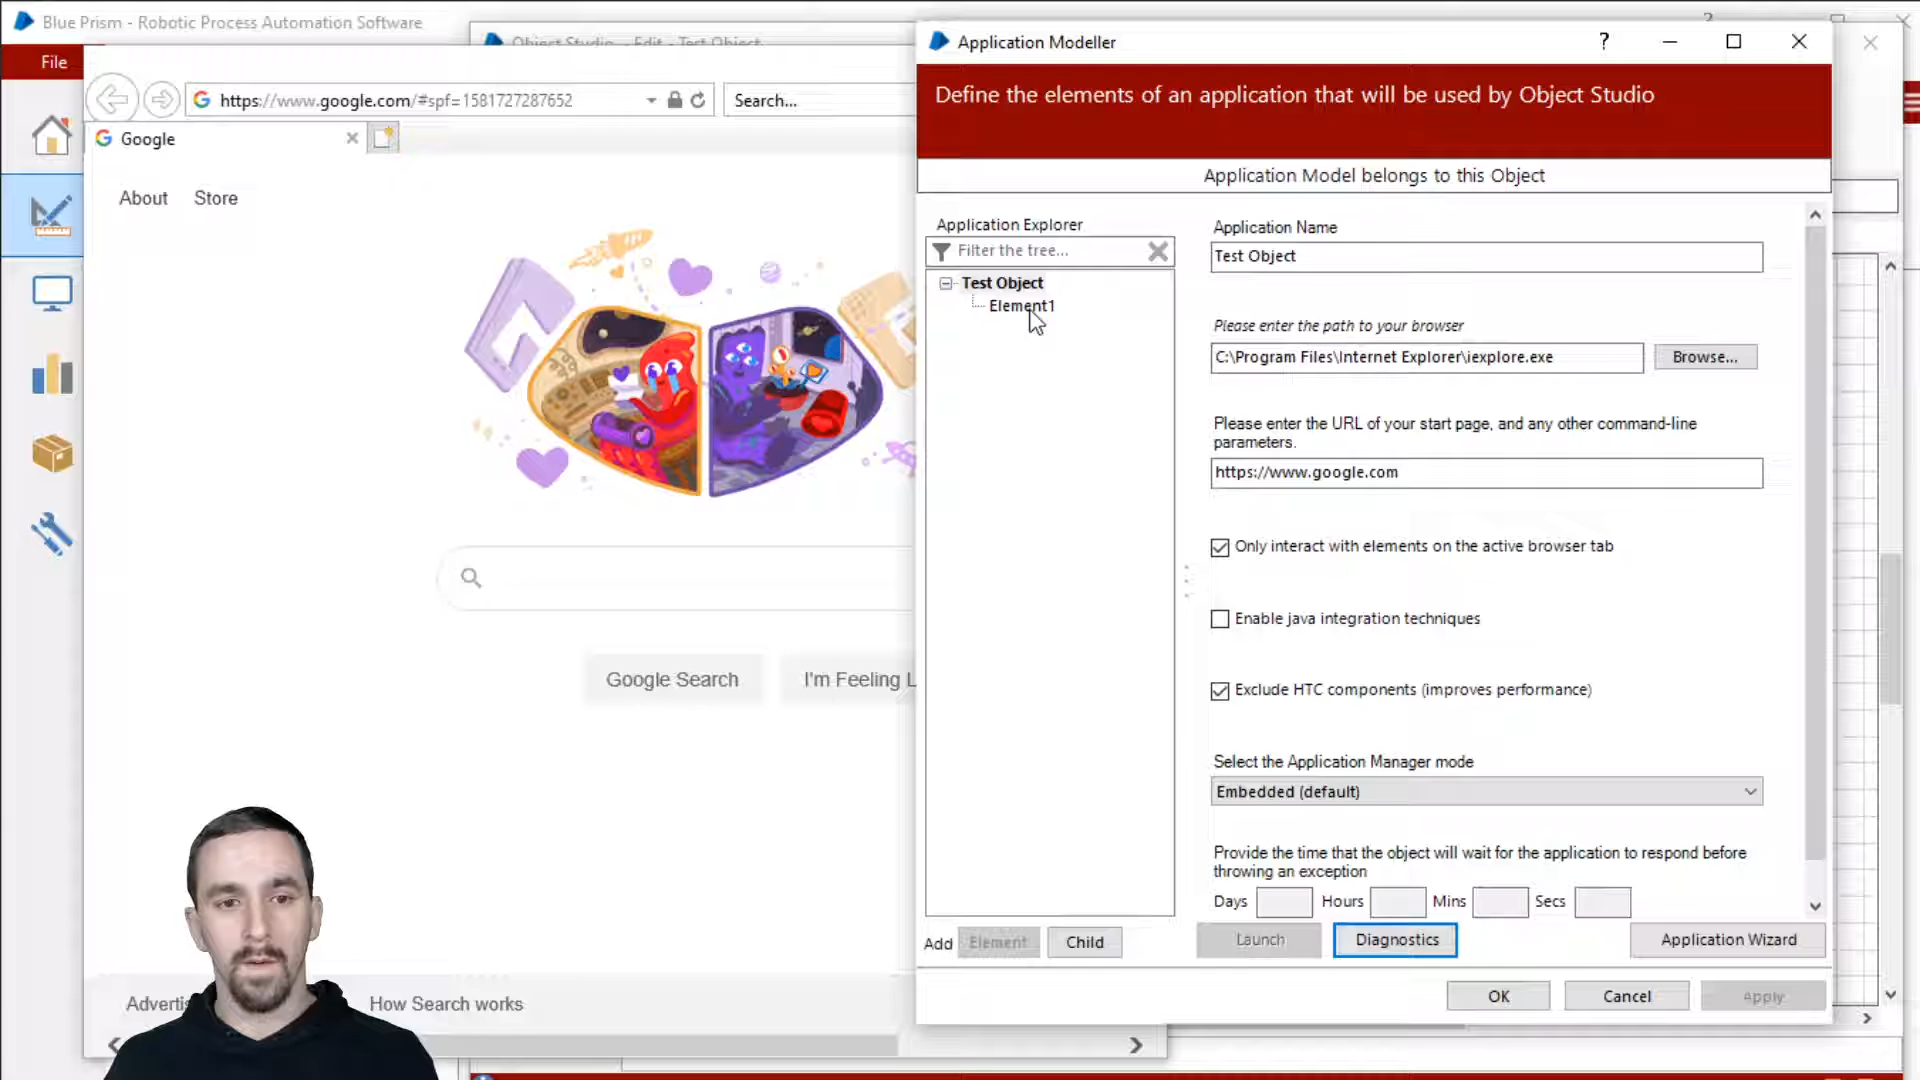 Blue Prism - Robotic Process Automation Software
File
Object Studio - Edit - Test Object
https://www.google.com/#spf=1581727287652
Search...
Google
About
Store
Google Search
I'm Feeling L
Adverti
How Search works
Application Modeller
?
Define the elements of an application that will be used by Object Studio
Application Model belongs to this Object
Application Explorer
Filter the tree...
Test Object
Element1
Application Name
Test Object
Please enter the path to your browser
C:\Program Files\Internet Explorer\iexplore.exe
Browse...
Please enter the URL of your start page, and any other command-line
parameters.
https://www.google.com
Only interact with elements on the active browser tab
Enable java integration techniques
Exclude HTC components (improves performance)
Select the Application Manager mode
Embedded (default)
Provide the time that the object will wait for the application to respond before
throwing an exception
Days
Hours
Mins
Secs
Add
Element
Child
Launch
Diagnostics
Application Wizard
OK
Cancel
Apply